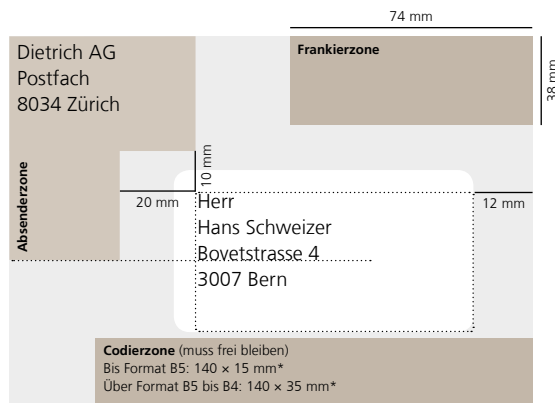 74 mm
Dietrich AG
Postfach
8034 Zürich
Frankierzone
38 mm
Absenderzone
10 mm
20 mm
12 mm
Herr
Hans Schweizer
Bovetstrasse 4
3007 Bern
Codierzone (muss frei bleiben)
Bis Format B5: 140 × 15 mm*
Über Format B5 bis B4: 140 × 35 mm*